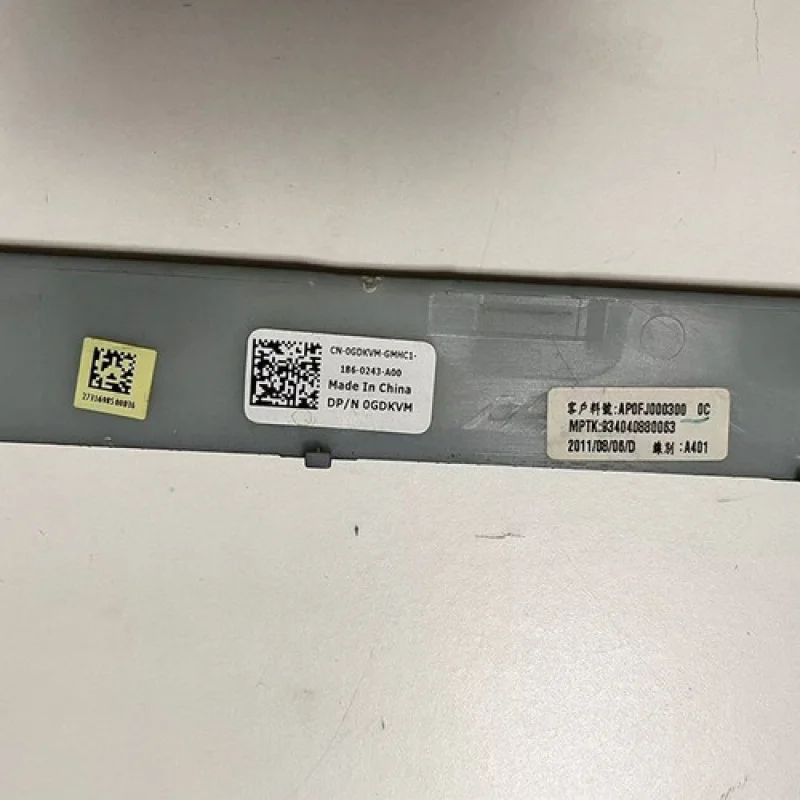 CN-0GDKVM-GMHC1-
186-0243-A00
Made In China
DP/N 0GDKVM
客户料號:AP0FJ000300 0C
MPTK:934040880063
2011/08/06/D 線別:A401